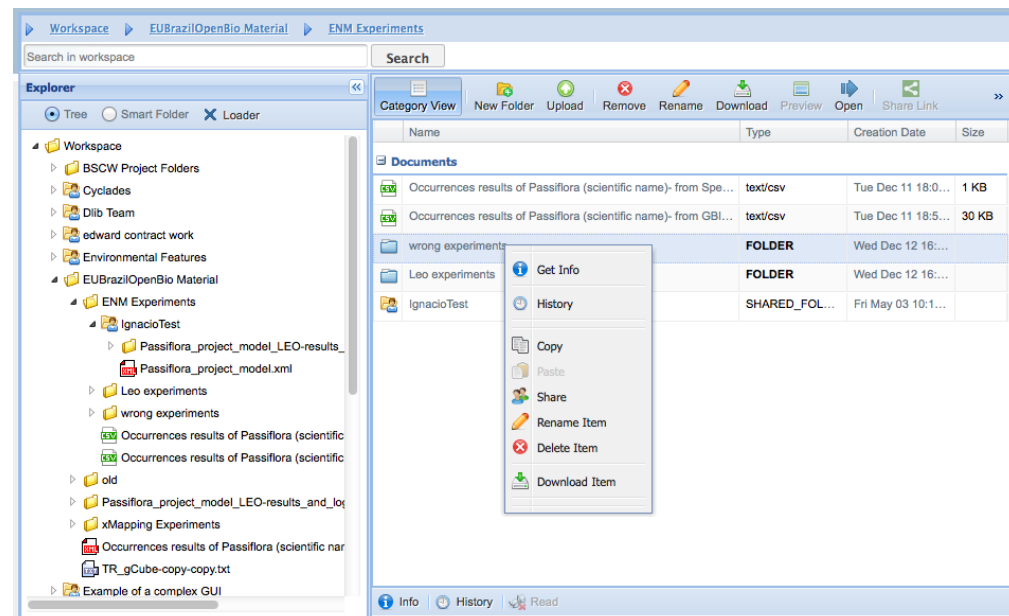 Workspace EUBrazilOpenBio Material ENM Experiments
Search in workspace Search
Explorer
Tree Smart Folder Loader
Workspace
BSCW Project Folders
Cyclades
Dlib Team
edward contract work
Environmental Features
EUBrazilOpenBio Material
ENM Experiments
IgnacioTest
Passiflora_project_model_LEO-results_
Passiflora_project_model.xml
Leo experiments
wrong experiments
Occurrences results of Passiflora (scientific
Occurrences results of Passiflora (scientific
old
Passiflora_project_model_LEO-results_and_log
xMapping Experiments
Occurrences results of Passiflora (scientific nar
TR_gCube-copy-copy.txt
Example of a complex GUI
Category View New Folder Upload Remove Rename Download Preview Open Share Link »
Name Type Creation Date Size
Documents
Occurrences results of Passiflora (scientific name)- from Spe... text/csv Tue Dec 11 18:0... 1 KB
Occurrences results of Passiflora (scientific name)- from GBI... text/csv Tue Dec 11 18:5... 30 KB
wrong experiments FOLDER Wed Dec 12 16:...
Leo experiments FOLDER Wed Dec 12 16:...
IgnacioTest SHARED_FOL... Fri May 03 10:1...
Get Info
History
Copy
Paste
Share
Rename Item
Delete Item
Download Item
Info History Read